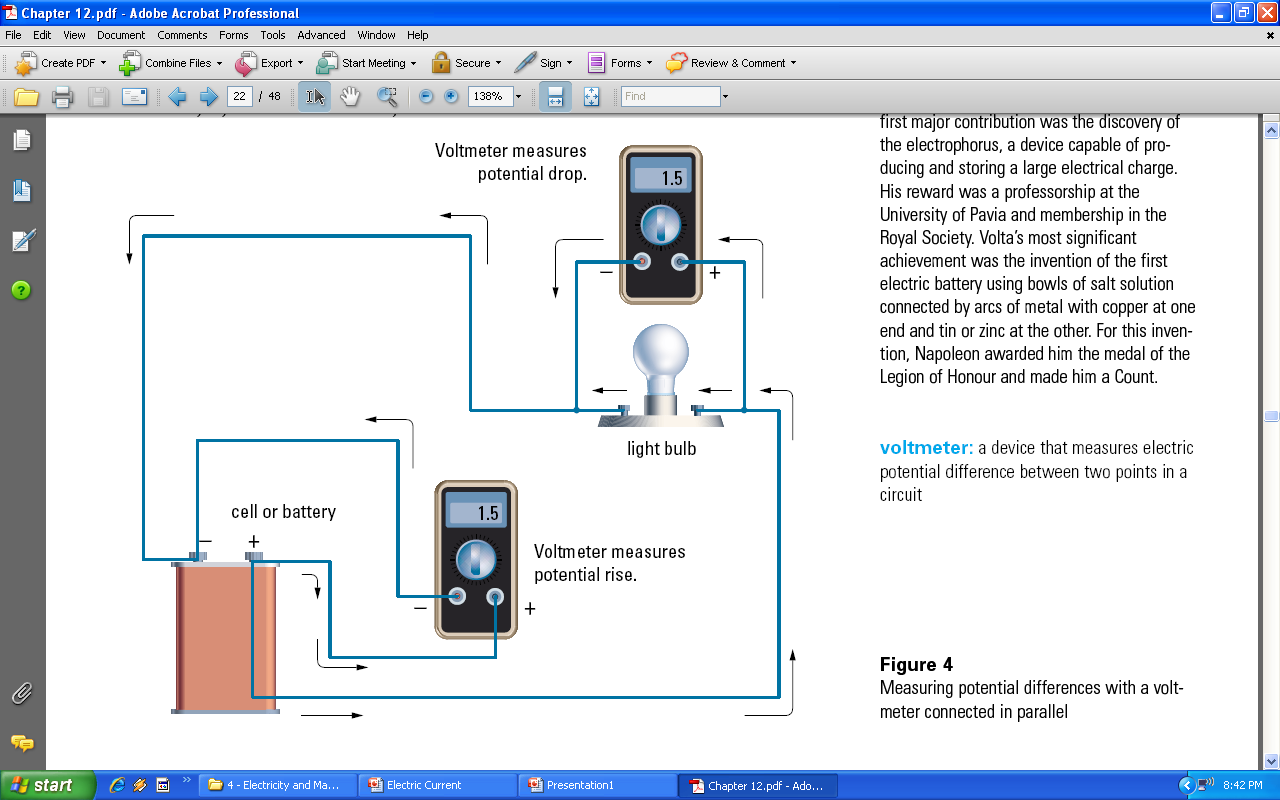 Chapter 12.pdf - Adobe Acrobat Professional
File Edit View Document Comments Forms Tools Advanced Window Help
Create PDF Combine Files Export Start Meeting Secure Sign Forms Review & Comment
22 / 48 138% Find
Voltmeter measures
potential drop.
1.5
− +
light bulb
cell or battery
− +
1.5
Voltmeter measures
potential rise.
− +
first major contribution was the discovery of
the electrophorus, a device capable of pro-
ducing and storing a large electrical charge.
His reward was a professorship at the
University of Pavia and membership in the
Royal Society. Volta's most significant
achievement was the invention of the first
electric battery using bowls of salt solution
connected by arcs of metal with copper at one
end and tin or zinc at the other. For this inven-
tion, Napoleon awarded him the medal of the
Legion of Honour and made him a Count.
voltmeter: a device that measures electric
potential difference between two points in a
circuit
Figure 4
Measuring potential differences with a volt-
meter connected in parallel
start 4 - Electricity and Ma... Electric Current Presentation1 Chapter 12.pdf - Ado... 8:42 PM